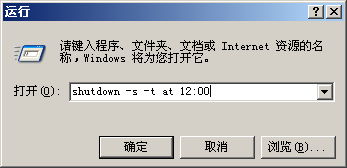 运行
请键入程序、文件夹、文档或 Internet 资源的名
称，Windows 将为您打开它。
打开(O): shutdown -s -t at 12:00
确定 取消 浏览(B)...